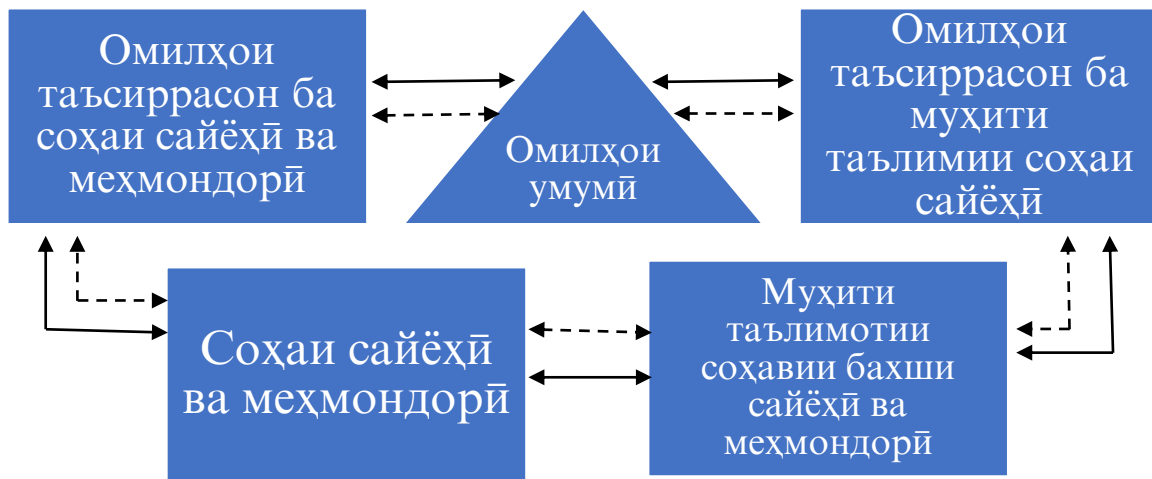 Омилҳои
таъсиррасон ба
соҳаи сайёҳӣ ва
меҳмондорӣ
Омилҳои
умумӣ
Омилҳои
таъсиррасон ба
муҳити
таълимии соҳаи
сайёҳӣ
Соҳаи сайёҳӣ
ва меҳмондорӣ
Муҳити
таълимотии
соҳавии бахши
сайёҳӣ ва
меҳмондорӣ